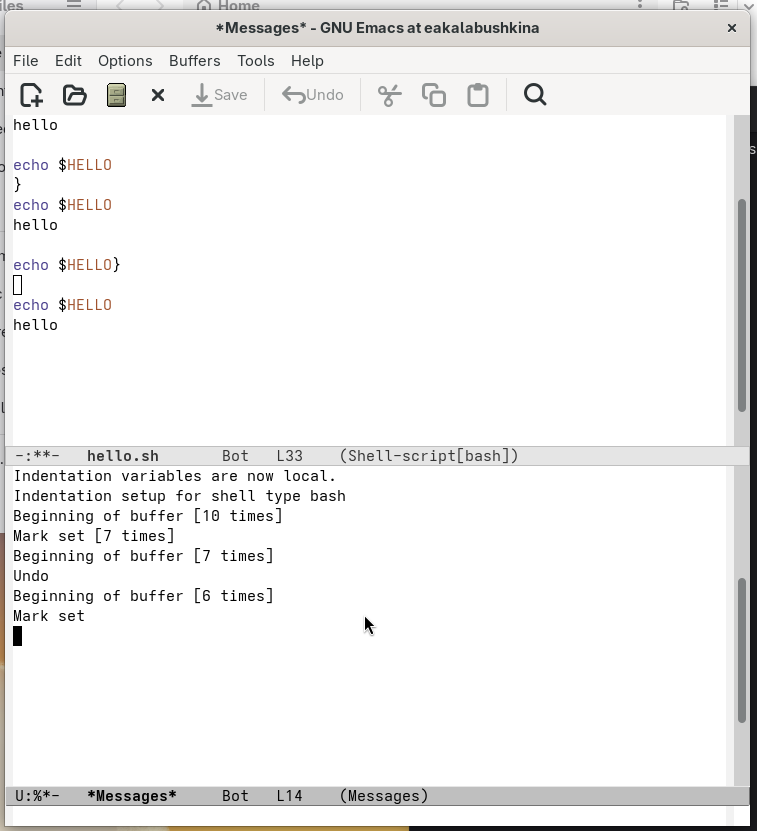 iles
Home
*Messages* - GNU Emacs at eakalabushkina
File Edit Options Buffers Tools Help
Save Undo
hello
echo $HELLO
}
echo $HELLO
hello
echo $HELLO}
echo $HELLO
hello
-:**- hello.sh Bot L33 (Shell-script[bash])
Indentation variables are now local.
Indentation setup for shell type bash
Beginning of buffer [10 times]
Mark set [7 times]
Beginning of buffer [7 times]
Undo
Beginning of buffer [6 times]
Mark set
U:%*- *Messages* Bot L14 (Messages)